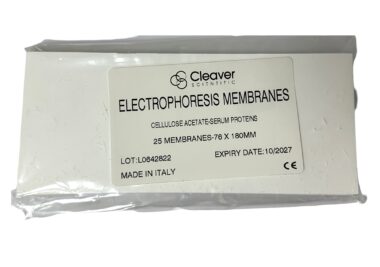 Cleaver
SCIENTIFIC
ELECTROPHORESIS MEMBRANES
CELLULOSE ACETATE-SERUM PROTEINS
25 MEMBRANES-76 X 180MM
LOT:L0642822 EXPIRY DATE:10/2027
MADE IN ITALY CE